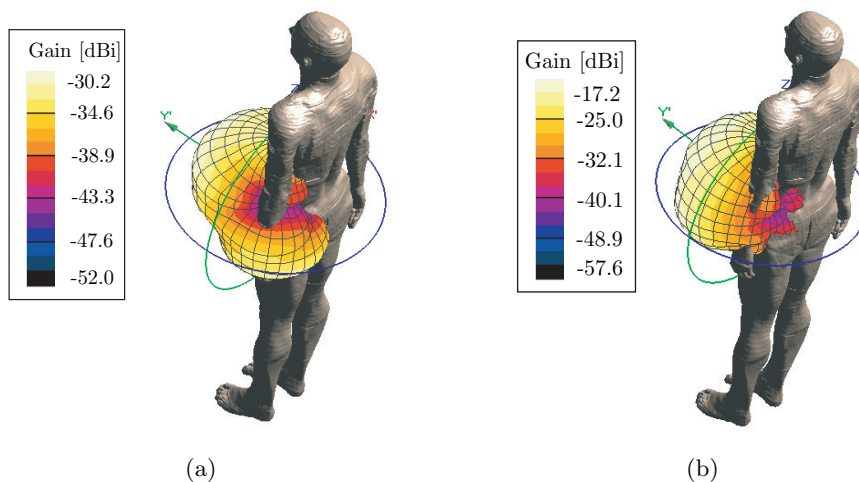 Gain [dBi]
-30.2
-34.6
-38.9
-43.3
-47.6
-52.0
Y'
Z
X'
(a)
Gain [dBi]
-17.2
-25.0
-32.1
-40.1
-48.9
-57.6
Y'
Z'
(b)